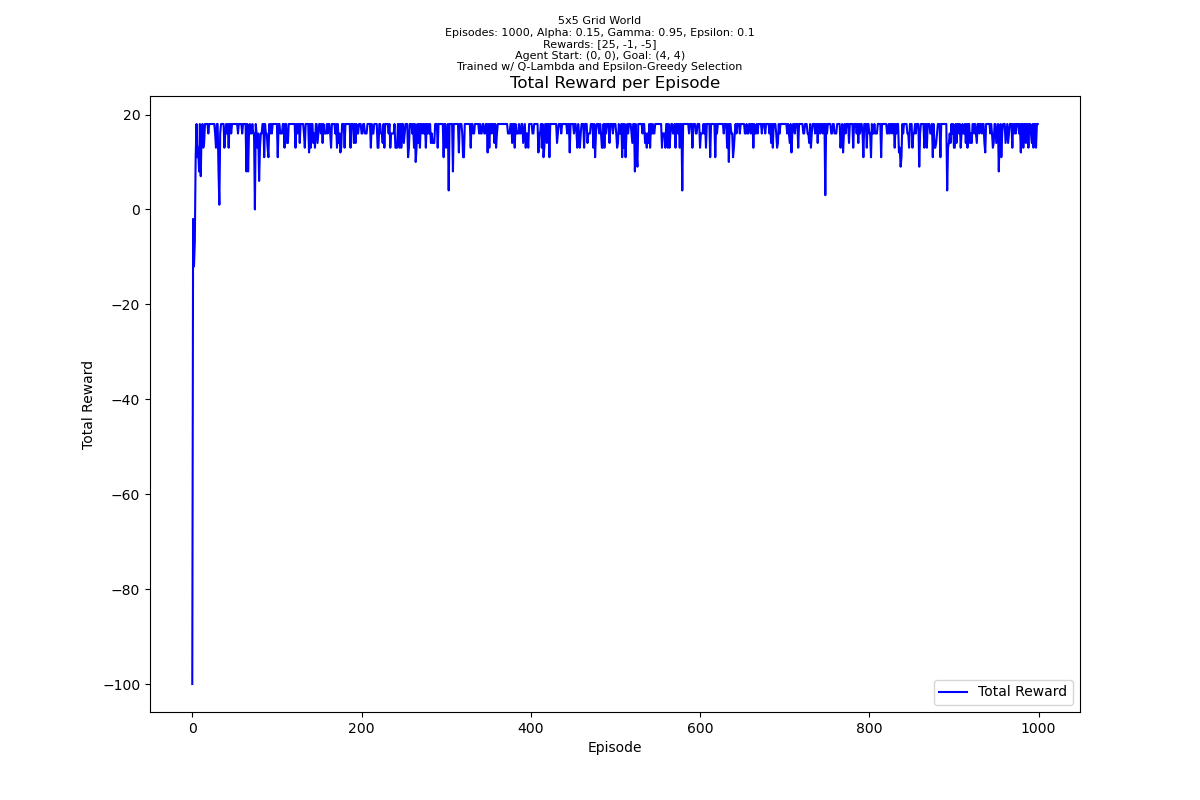 5x5 Grid World
Episodes: 1000, Alpha: 0.15, Gamma: 0.95, Epsilon: 0.1
Rewards: [25, -1, -5]
Agent Start: (0, 0), Goal: (4, 4)
Trained w/ Q-Lambda and Epsilon-Greedy Selection
Total Reward per Episode
20
0
−20
−40
−60
−80
−100
Total Reward
Total Reward
0
200
400
600
800
1000
Episode